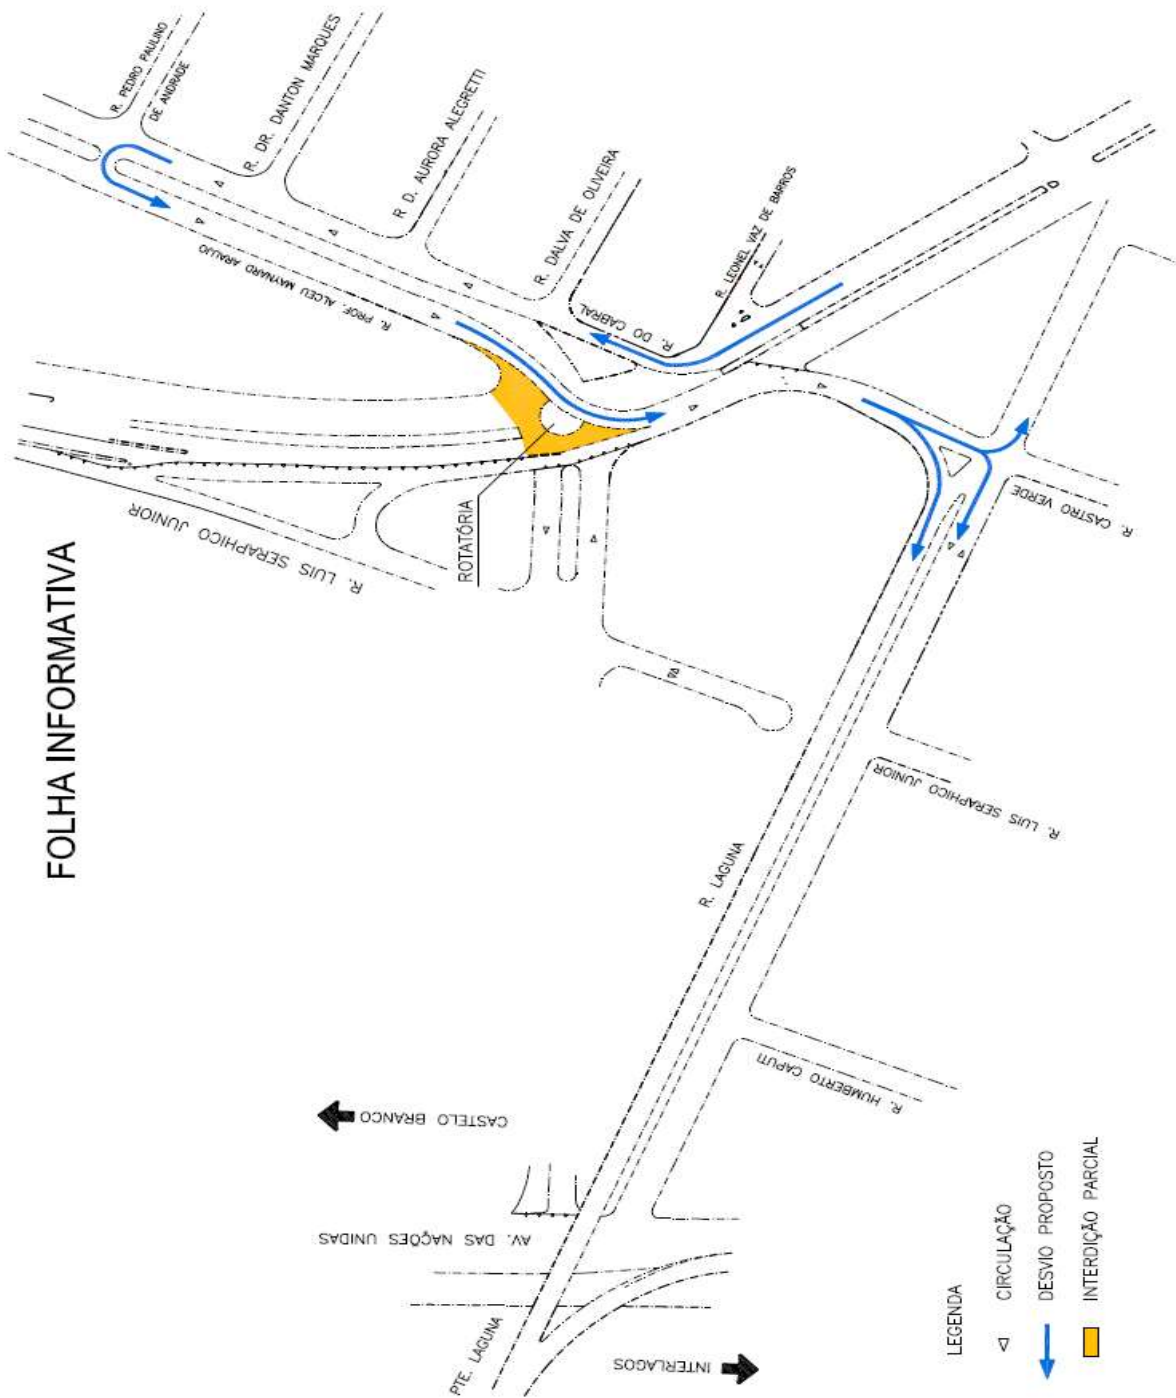 FOLHA INFORMATIVA
R. PEDRO PAULINO
DE ANDRADE
R. DR. DANTON MARQUES
R D. AURORA ALEGRETTI
R. DALVA DE OLIVEIRA
R. LEONEL VAZ DE BARROS
R. PROF. ALCEU MAYNARD ARAUJO
R. DO CABRAL
R. LUIS SERAPHICO JUNIOR
ROTATÓRIA
R. CASTRO VERDE
R. LUIS SERAPHICO JUNIOR
R. LAGUNA
R. HUMBERTO CAPUTI
CASTELO BRANCO
AV. DAS NAÇÕES UNIDAS
PTE. LAGUNA
INTERLAGOS
LEGENDA
CIRCULAÇÃO
DESVIO PROPOSTO
INTERDIÇÃO PARCIAL